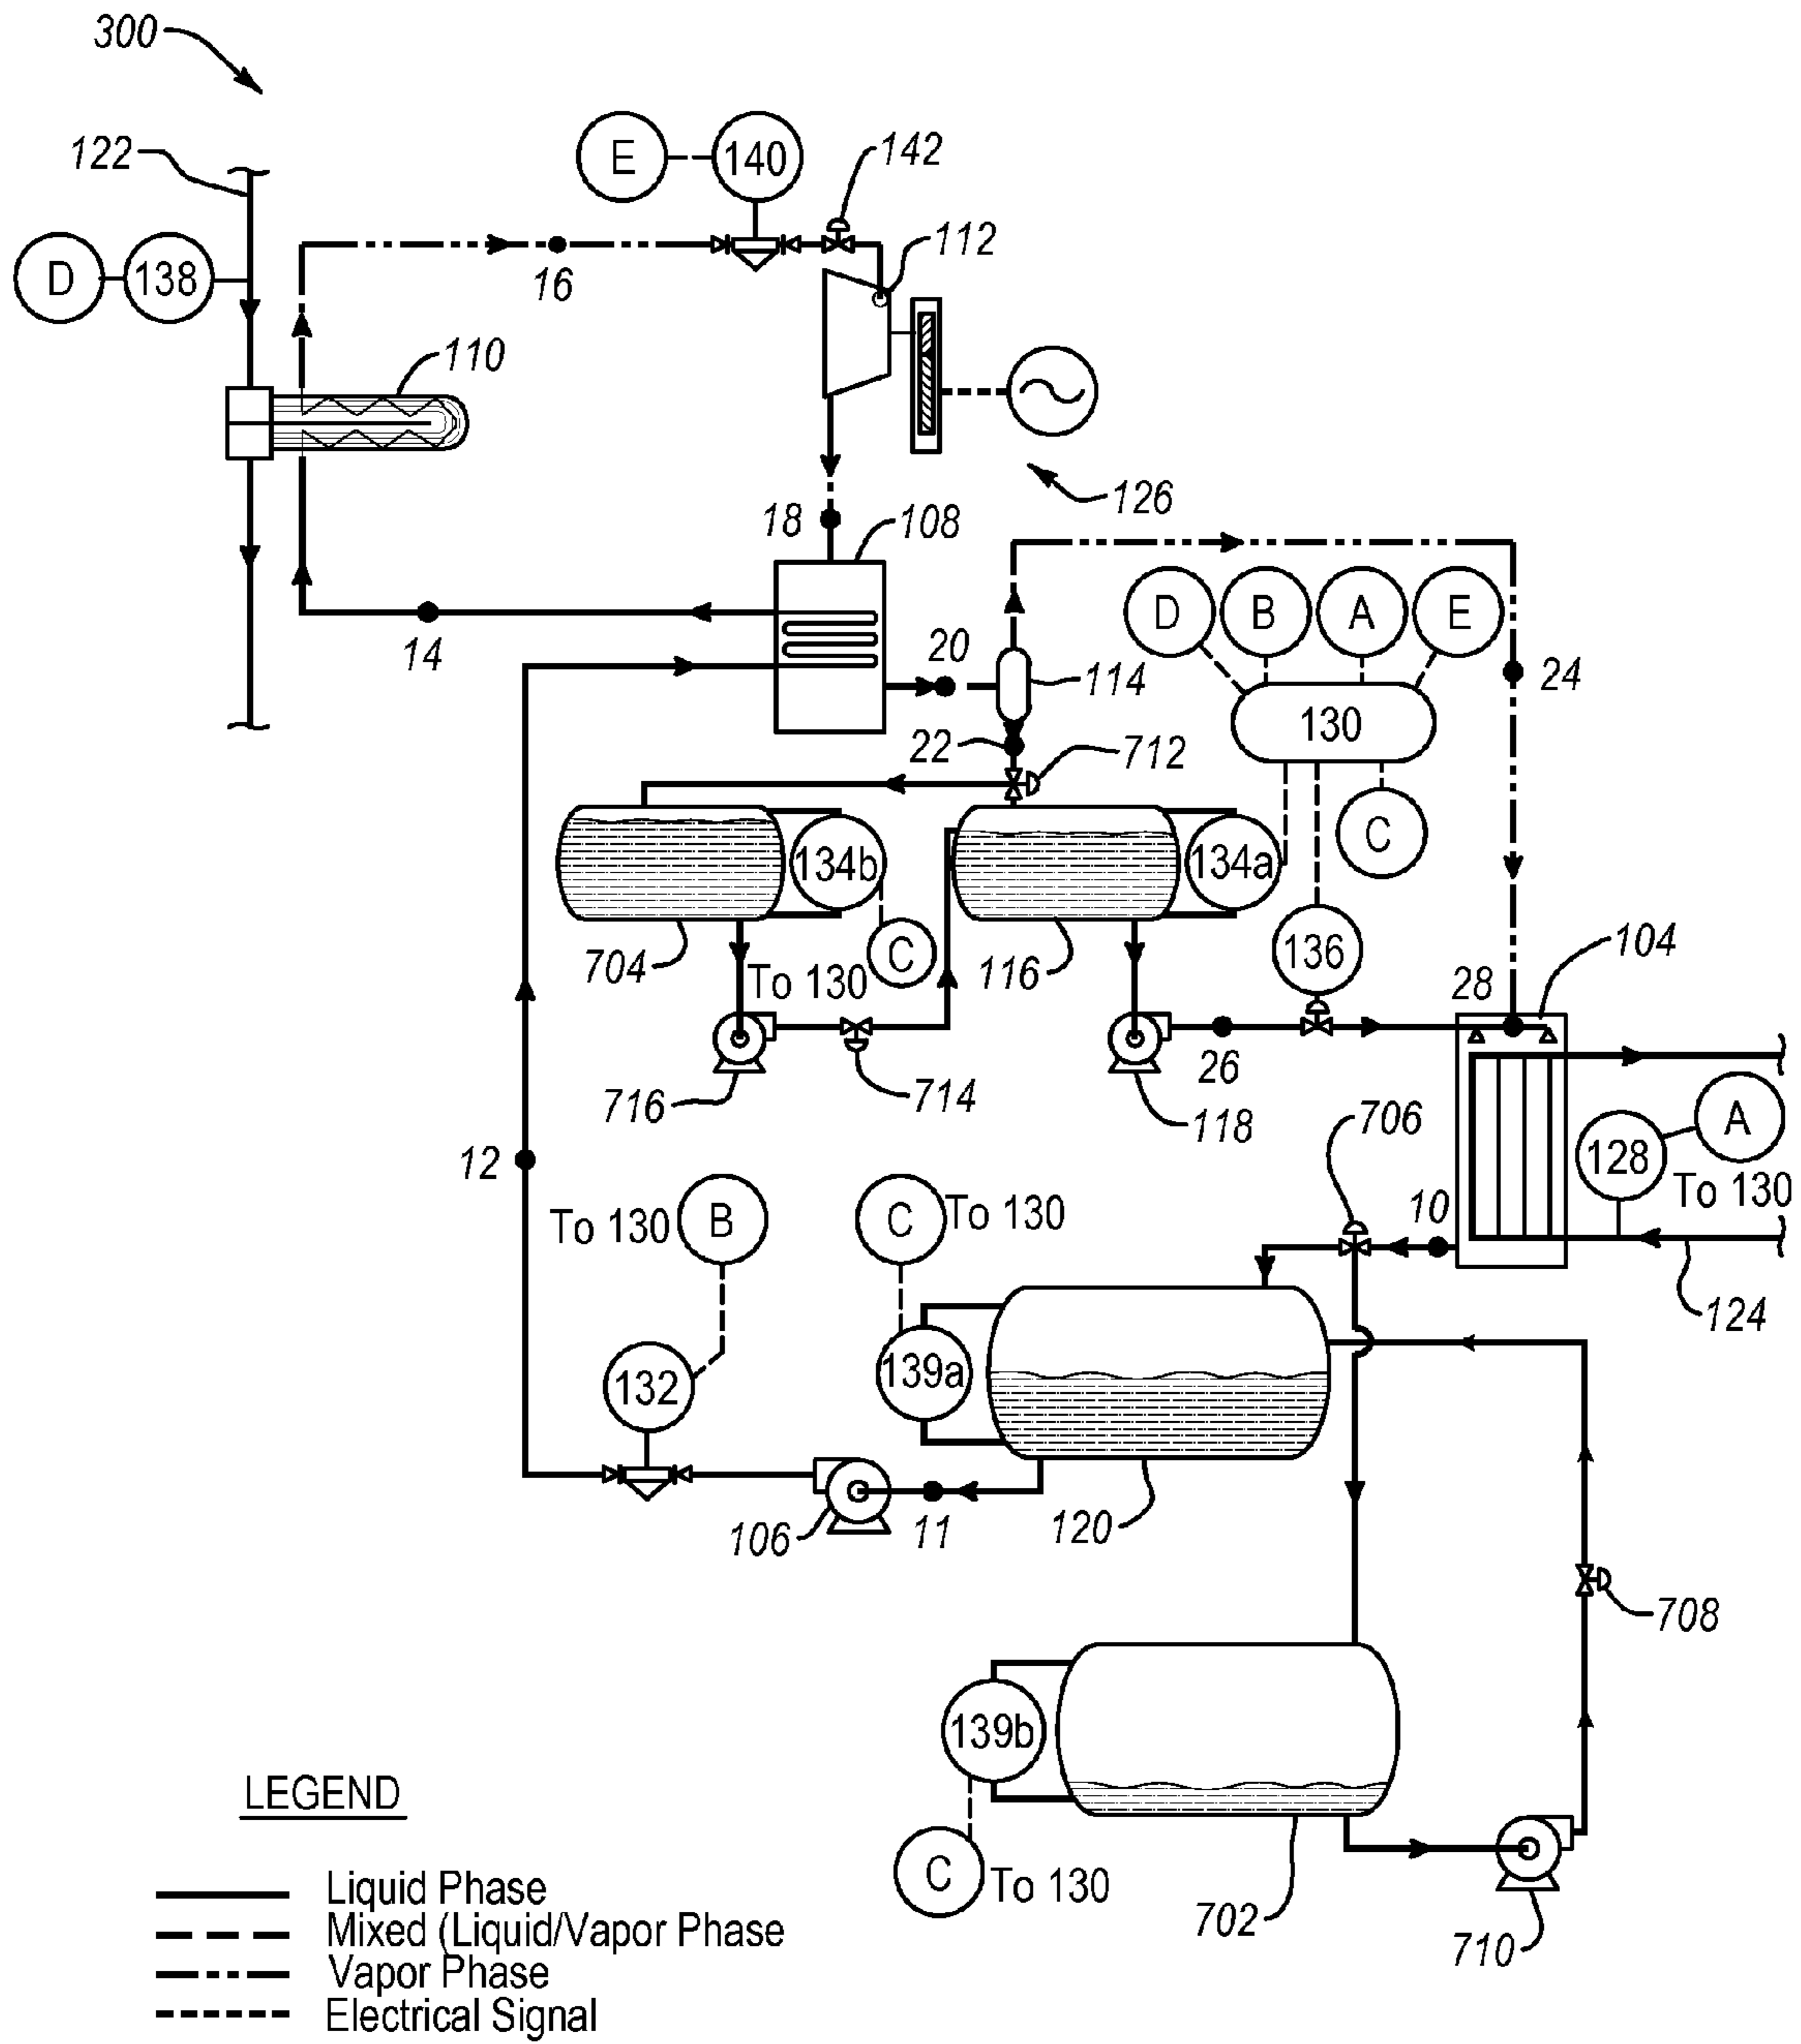 300
122
E
140
142
112
D
138
16
110
126
18
108
D
B
A
E
14
20
114
24
130
22
712
C
134b
134a
704
To 130
C
116
136
104
28
716
714
26
118
706
A
128
To 130
12
To 130
B
C
To 130
10
124
139a
132
106
11
120
708
139b
LEGEND
C
To 130
702
710
Liquid Phase
Mixed (Liquid/Vapor Phase
Vapor Phase
Electrical Signal